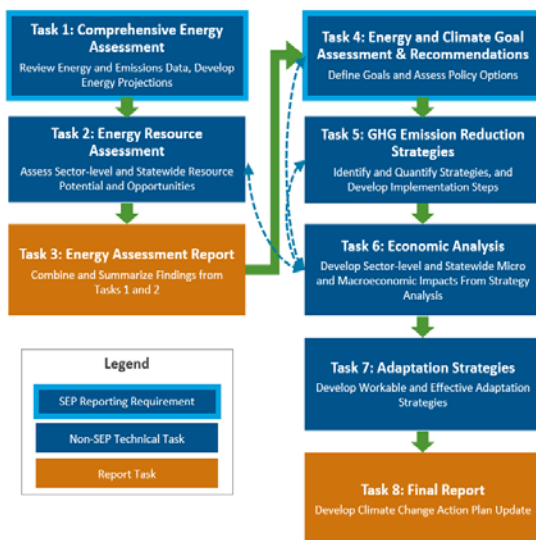 Task 1: Comprehensive Energy
Assessment
Review Energy and Emissions Data, Develop
Energy Projections
Task 2: Energy Resource
Assessment
Assess Sector-level and Statewide Resource
Potential and Opportunities
Task 3: Energy Assessment Report
Combine and Summarize Findings from
Tasks 1 and 2
Legend
SEP Reporting Requirement
Non-SEP Technical Task
Report Task
Task 4: Energy and Climate Goal
Assessment & Recommendations
Define Goals and Assess Policy Options
Task 5: GHG Emission Reduction
Strategies
Identify and Quantify Strategies, and
Develop Implementation Steps
Task 6: Economic Analysis
Develop Sector-level and Statewide Micro
and Macroeconomic Impacts From Strategy
Analysis
Task 7: Adaptation Strategies
Develop Workable and Effective Adaptation
Strategies
Task 8: Final Report
Develop Climate Change Action Plan Update